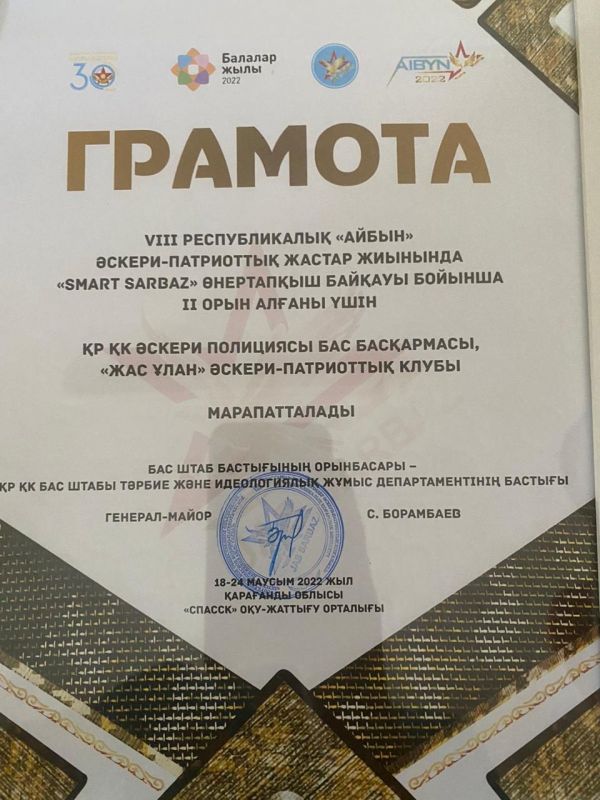 30
Балалар
жылы
2022
AIBYN
2022
ГРАМОТА
VIII РЕСПУБЛИКАЛЫҚ «АЙБЫН»
ӘСКЕРИ-ПАТРИОТТЫҚ ЖАСТАР ЖИЫНЫНДА
«SMART SARBAZ» ӨНЕРТАПҚЫШ БАЙҚАУЫ БОЙЫНША
II ОРЫН АЛҒАНЫ ҮШІН
ҚР ҚК ӘСКЕРИ ПОЛИЦИЯСЫ БАС БАСҚАРМАСЫ,
«ЖАС ҰЛАН» ӘСКЕРИ-ПАТРИОТТЫҚ КЛУБЫ
МАРАПАТТАЛАДЫ
БАС ШТАБ БАСТЫҒЫНЫҢ ОРЫНБАСАРЫ –
ҚР ҚК БАС ШТАБЫ ТӘРБИЕ ЖӘНЕ ИДЕОЛОГИЯЛЫҚ ЖҰМЫС ДЕПАРТАМЕНТІНІҢ БАСТЫҒЫ
ГЕНЕРАЛ-МАЙОР С. БОРАМБАЕВ
JAS SARBAZ
18-24 МАУСЫМ 2022 ЖЫЛ
ҚАРАҒАНДЫ ОБЛЫСЫ
«СПАССК» ОҚУ-ЖАТТЫҒУ ОРТАЛЫҒЫ